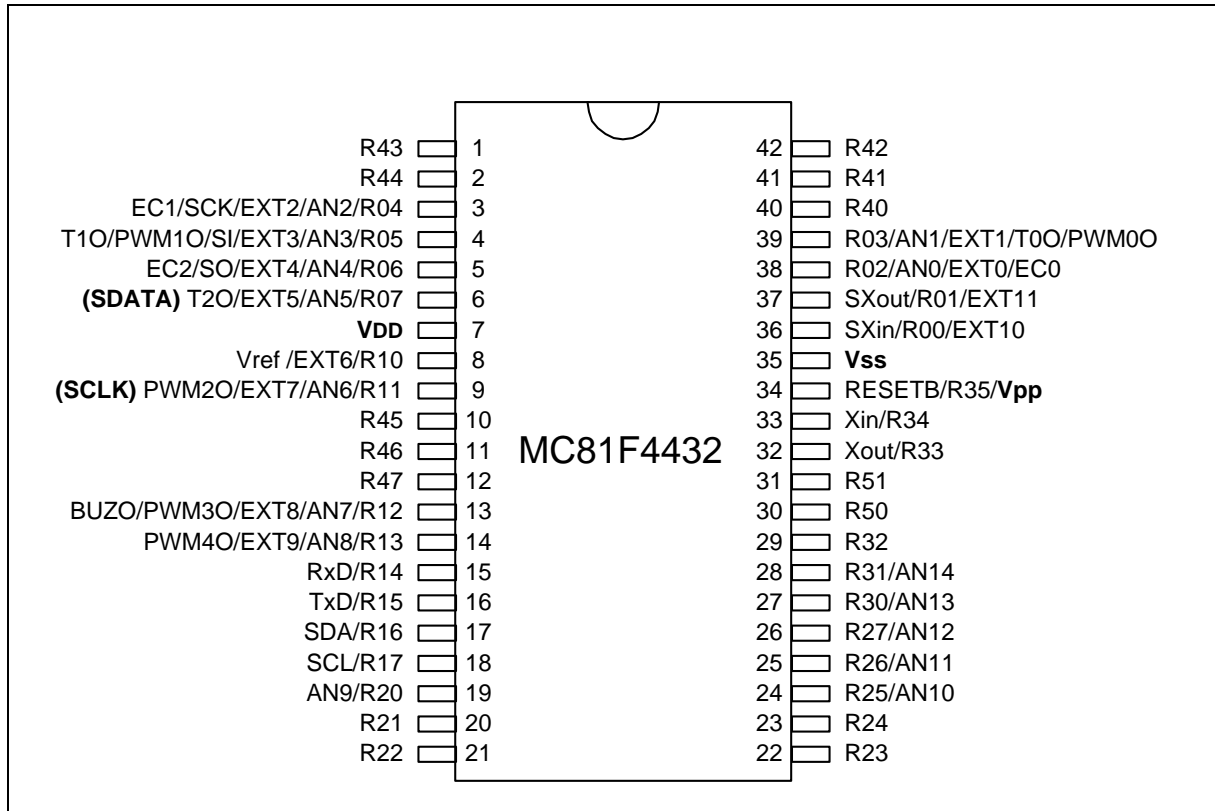 R43 1 42 R42
R44 2 41 R41
EC1/SCK/EXT2/AN2/R04 3 40 R40
T1O/PWM1O/SI/EXT3/AN3/R05 4 39 R03/AN1/EXT1/T0O/PWM0O
EC2/SO/EXT4/AN4/R06 5 38 R02/AN0/EXT0/EC0
(SDATA) T2O/EXT5/AN5/R07 6 37 SXout/R01/EXT11
VDD 7 36 SXin/R00/EXT10
Vref /EXT6/R10 8 35 Vss
(SCLK) PWM2O/EXT7/AN6/R11 9 34 RESETB/R35/Vpp
R45 10 33 Xin/R34
R46 11 MC81F4432 32 Xout/R33
R47 12 31 R51
BUZO/PWM3O/EXT8/AN7/R12 13 30 R50
PWM4O/EXT9/AN8/R13 14 29 R32
RxD/R14 15 28 R31/AN14
TxD/R15 16 27 R30/AN13
SDA/R16 17 26 R27/AN12
SCL/R17 18 25 R26/AN11
AN9/R20 19 24 R25/AN10
R21 20 23 R24
R22 21 22 R23